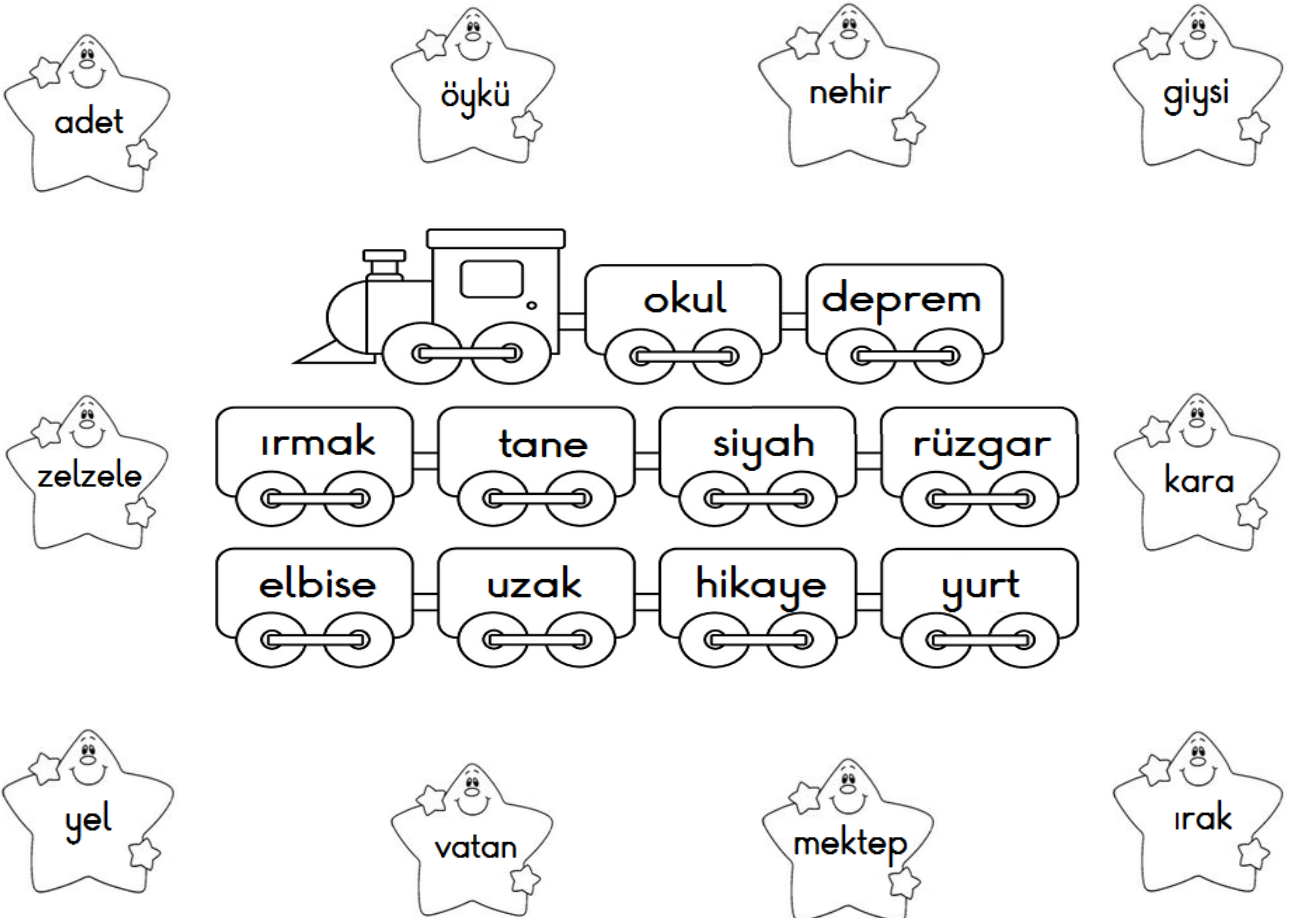 adet
öykü
nehir
giysi
okul
deprem
ırmak
tane
siyah
rüzgar
zelzele
kara
elbise
uzak
hikaye
yurt
yel
vatan
mektep
ırak